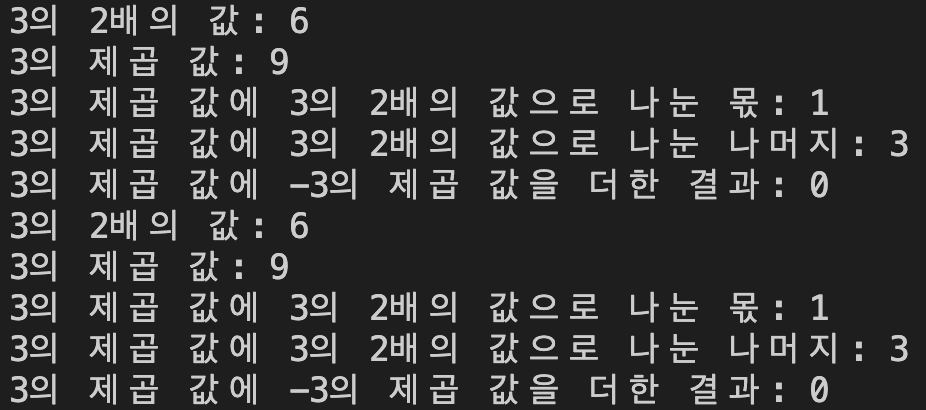 3의 2배의 값: 6
3의 제곱 값: 9
3의 제곱 값에 3의 2배의 값으로 나눈 몫: 1
3의 제곱 값에 3의 2배의 값으로 나눈 나머지: 3
3의 제곱 값에 -3의 제곱 값을 더한 결과: 0
3의 2배의 값: 6
3의 제곱 값: 9
3의 제곱 값에 3의 2배의 값으로 나눈 몫: 1
3의 제곱 값에 3의 2배의 값으로 나눈 나머지: 3
3의 제곱 값에 -3의 제곱 값을 더한 결과: 0